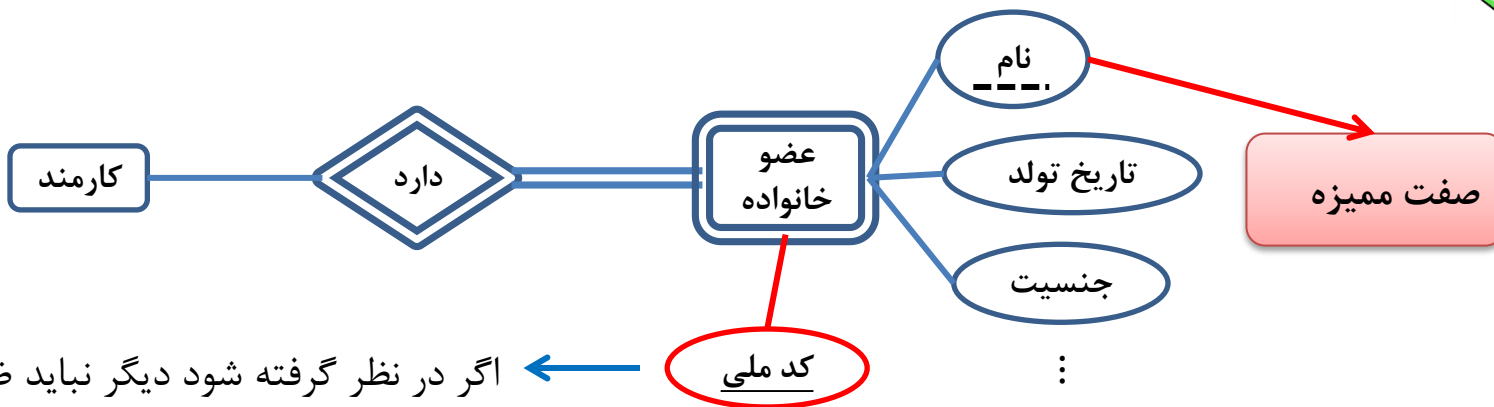 نام
صفت ممیزه
تاریخ تولد
جنسیت
⋮
عضو
خانواده
دارد
کارمند
کد ملی
اگر در نظر گرفته شود دیگر نباید